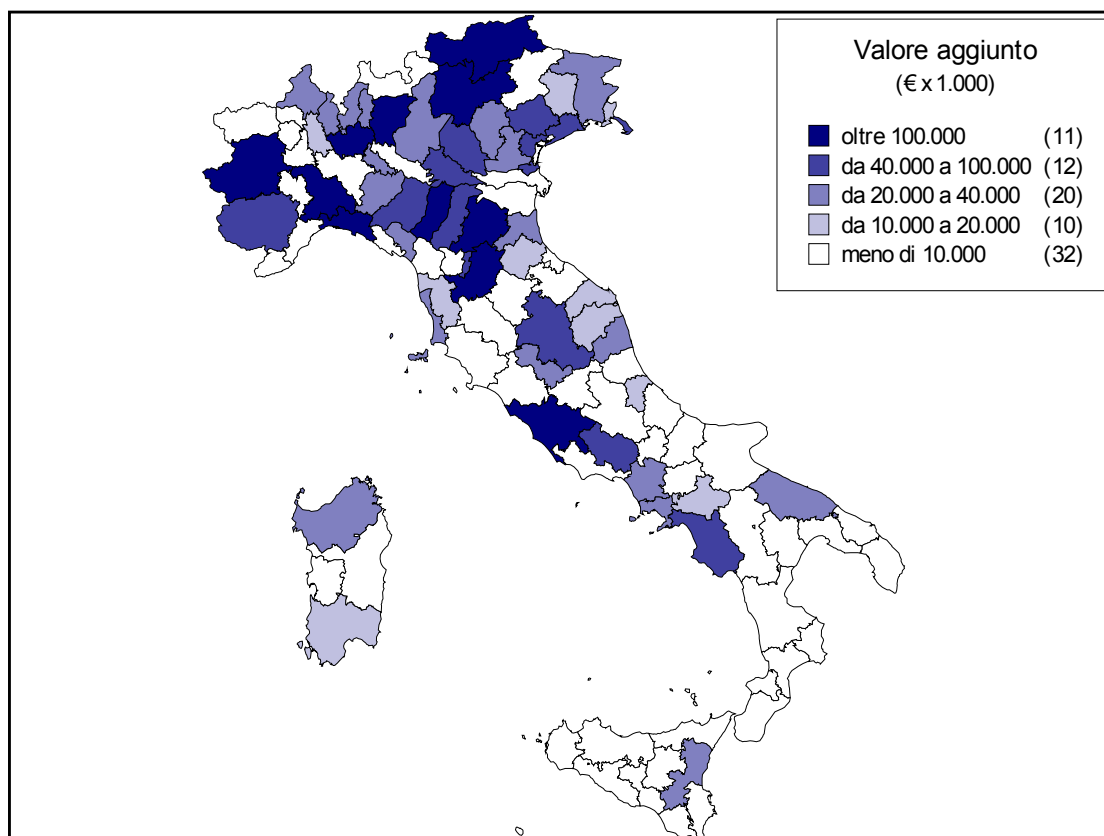 Valore aggiunto
(€ x 1.000)
oltre 100.000 (11)
da 40.000 a 100.000 (12)
da 20.000 a 40.000 (20)
da 10.000 a 20.000 (10)
meno di 10.000 (32)